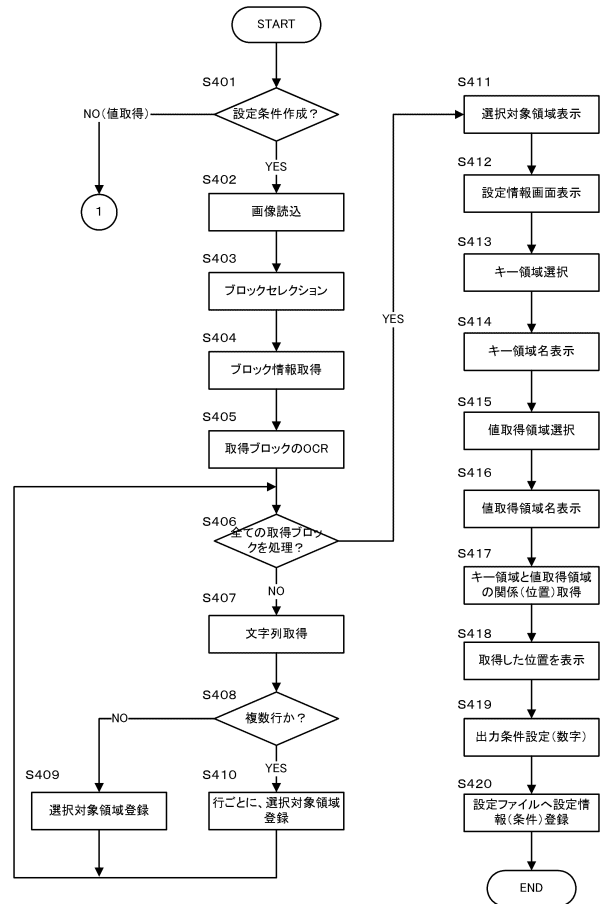 START
S401
設定条件作成？
NO(値取得)
1
YES
S402
画像読込
S403
ブロックセレクション
S404
ブロック情報取得
S405
取得ブロックのOCR
S406
全ての取得ブロッ
クを処理？
YES
NO
S407
文字列取得
S408
複数行か？
NO
YES
S409
選択対象領域登録
S410
行ごとに、選択対象領域
登録
S411
選択対象領域表示
S412
設定情報画面表示
S413
キー領域選択
S414
キー領域名表示
S415
値取得領域選択
S416
値取得領域名表示
S417
キー領域と値取得領域
の関係(位置)取得
S418
取得した位置を表示
S419
出力条件設定(数字)
S420
設定ファイルへ設定情
報(条件)登録
END